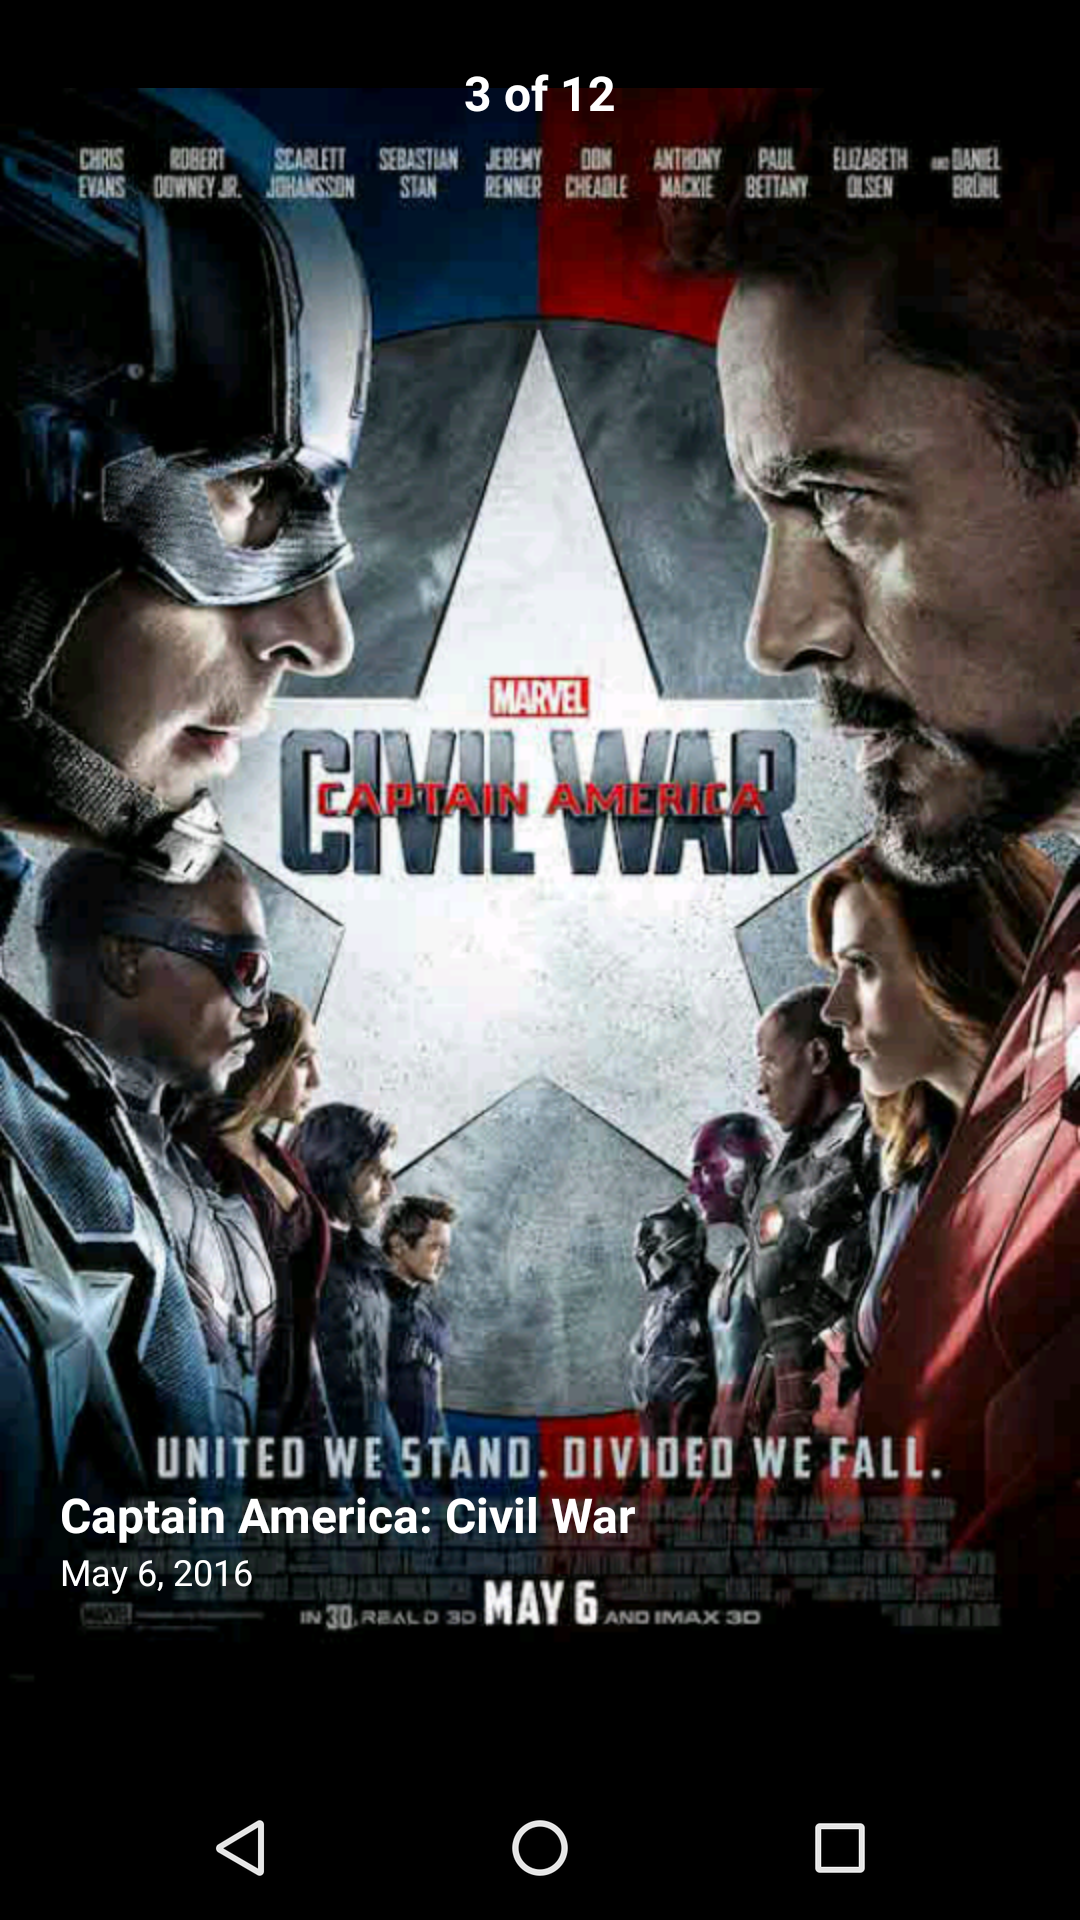 3 of 12
CHRIS EVANS
ROBERT DOWNEY JR.
SCARLETT JOHANSSON
SEBASTIAN STAN
JEREMY RENNER
DON CHEADLE
ANTHONY MACKIE
PAUL BETTANY
ELIZABETH OLSEN
AND DANIEL BRÜHL
MARVEL
CIVIL WAR
CAPTAIN AMERICA
UNITED WE STAND. DIVIDED WE FALL.
Captain America: Civil War
May 6, 2016
MARVEL
IN 3D, REAL D 3D MAY 6 AND IMAX 3D